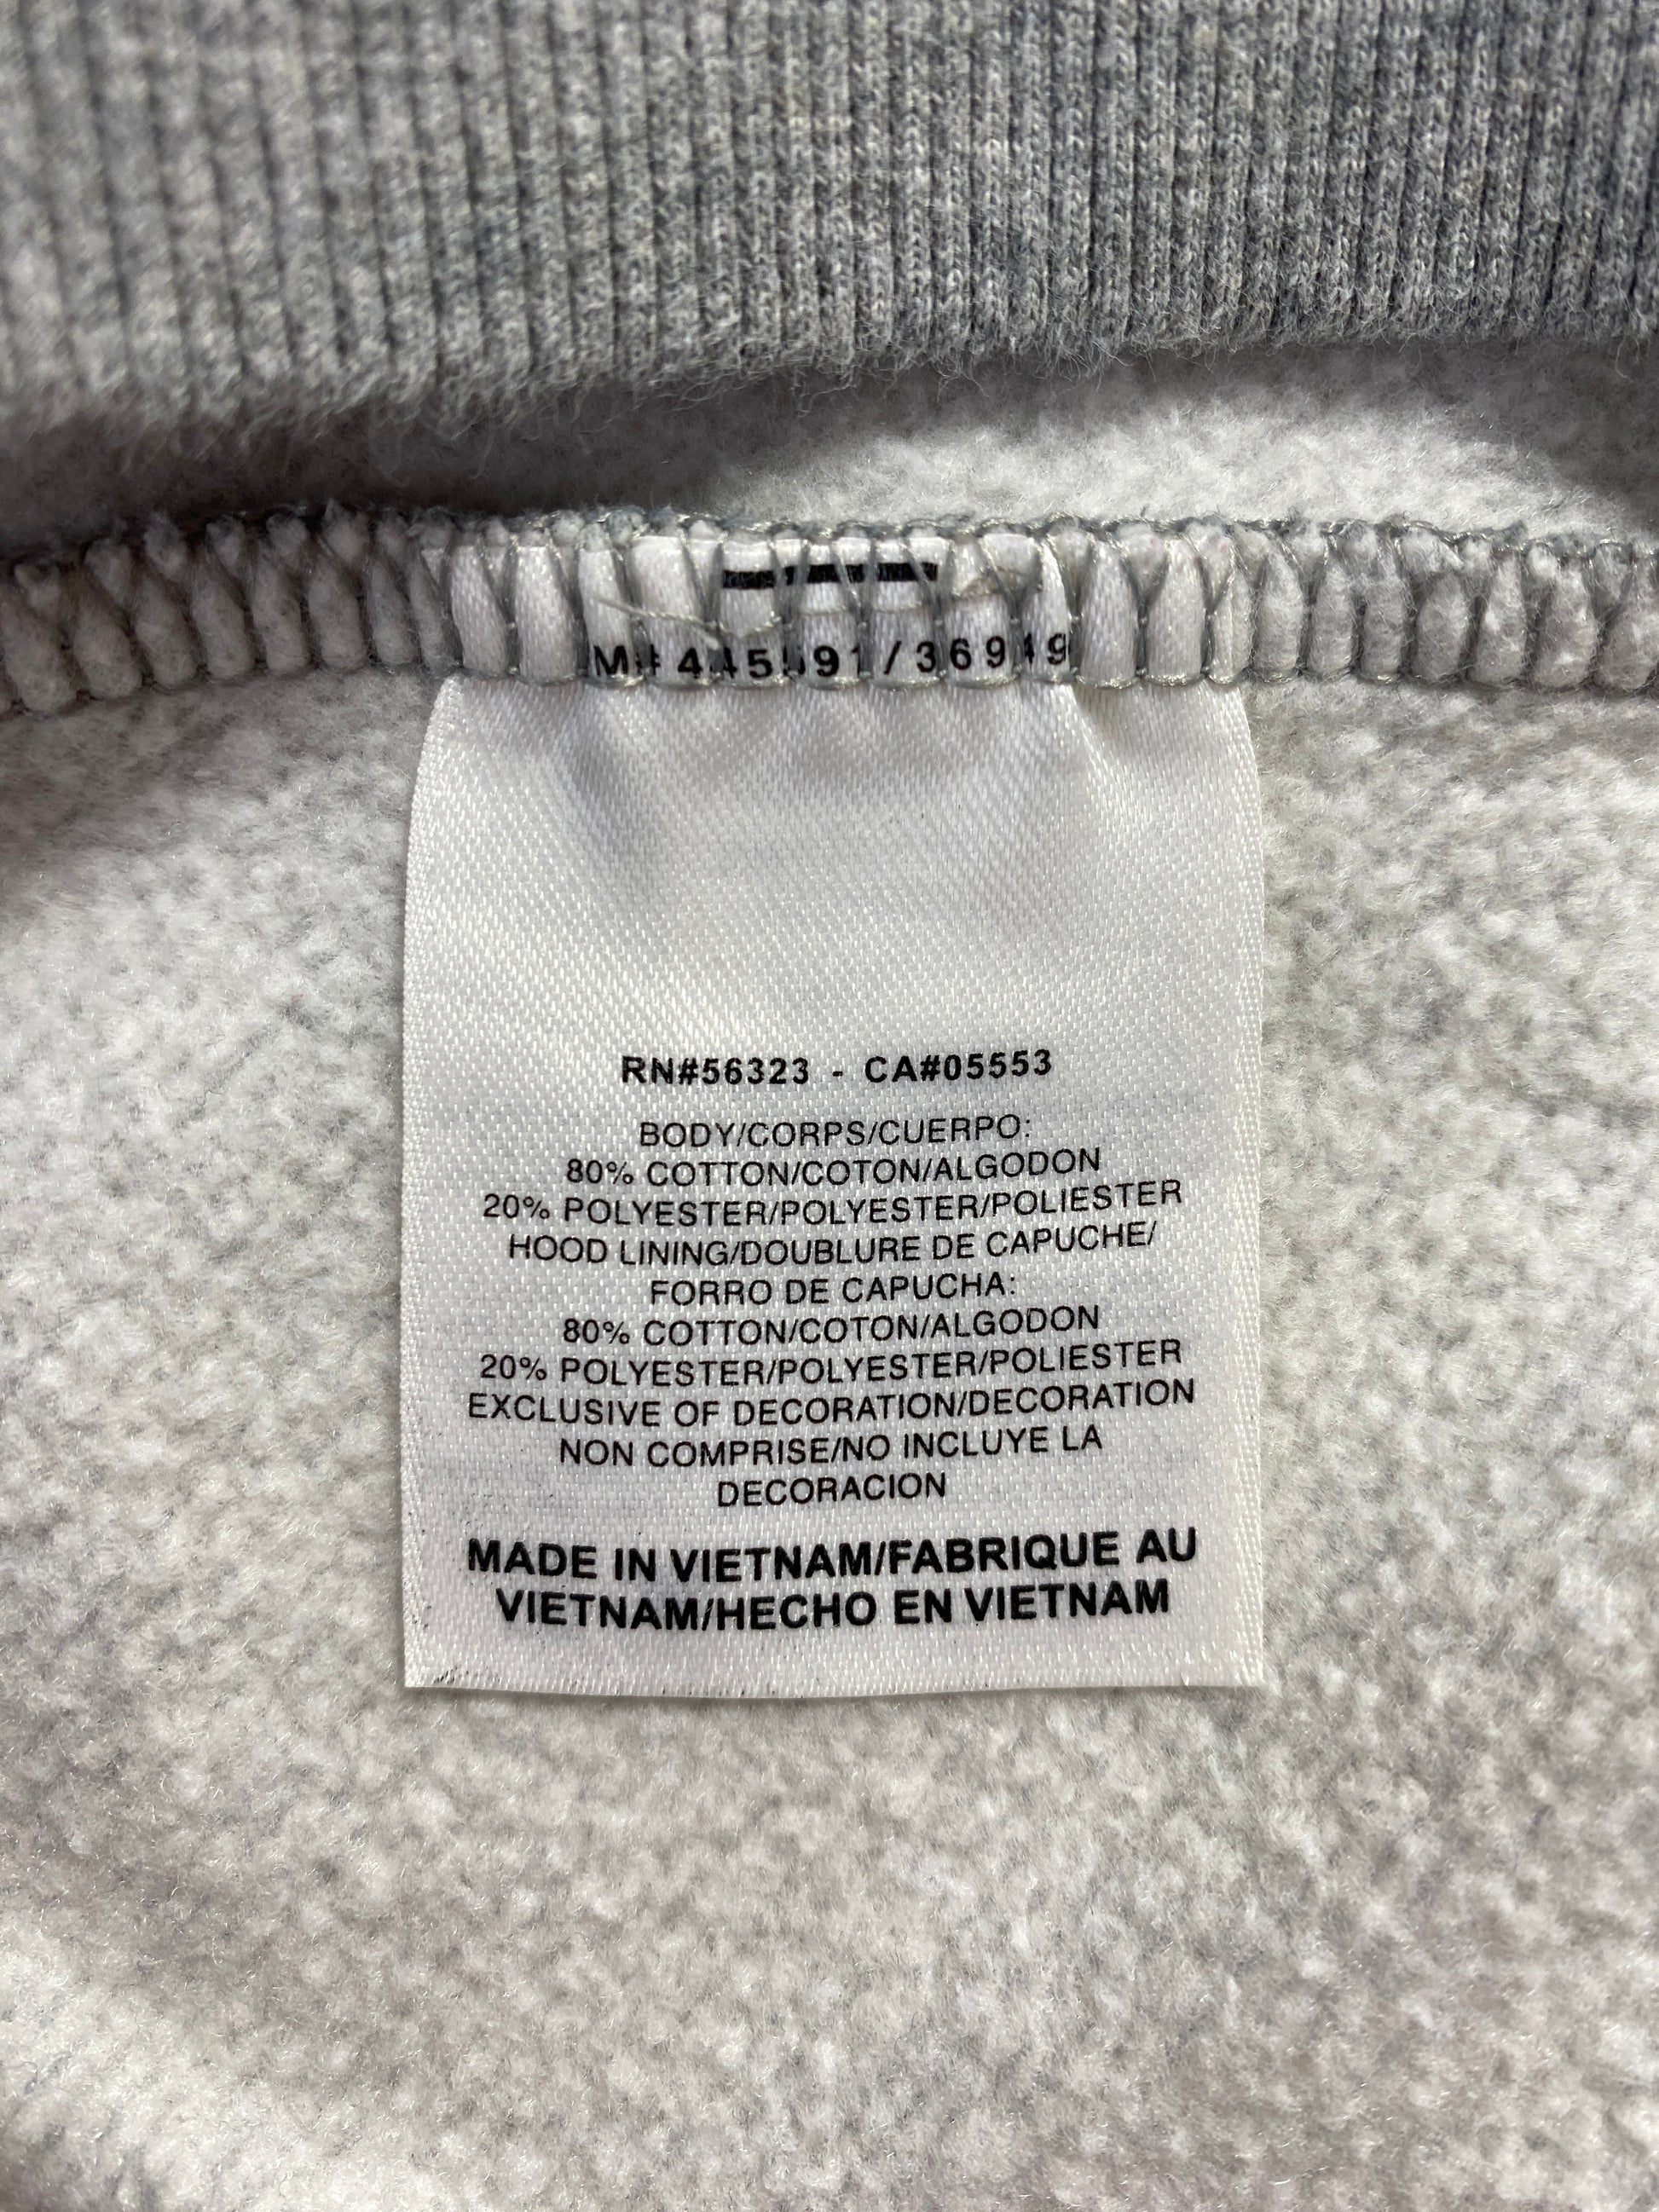 RN#56323 - CA#05553
BODY/CORPS/CUERPO:
80% COTTON/COTON/ALGODON
20% POLYESTER/POLYESTER/POLIESTER
HOOD LINING/DOUBLURE DE CAPUCHE/
FORRO DE CAPUCHA:
80% COTTON/COTON/ALGODON
20% POLYESTER/POLYESTER/POLIESTER
EXCLUSIVE OF DECORATION/DECORATION
NON COMPRISE/NO INCLUYE LA
DECORACION
MADE IN VIETNAM/FABRIQUE AU
VIETNAM/HECHO EN VIETNAM